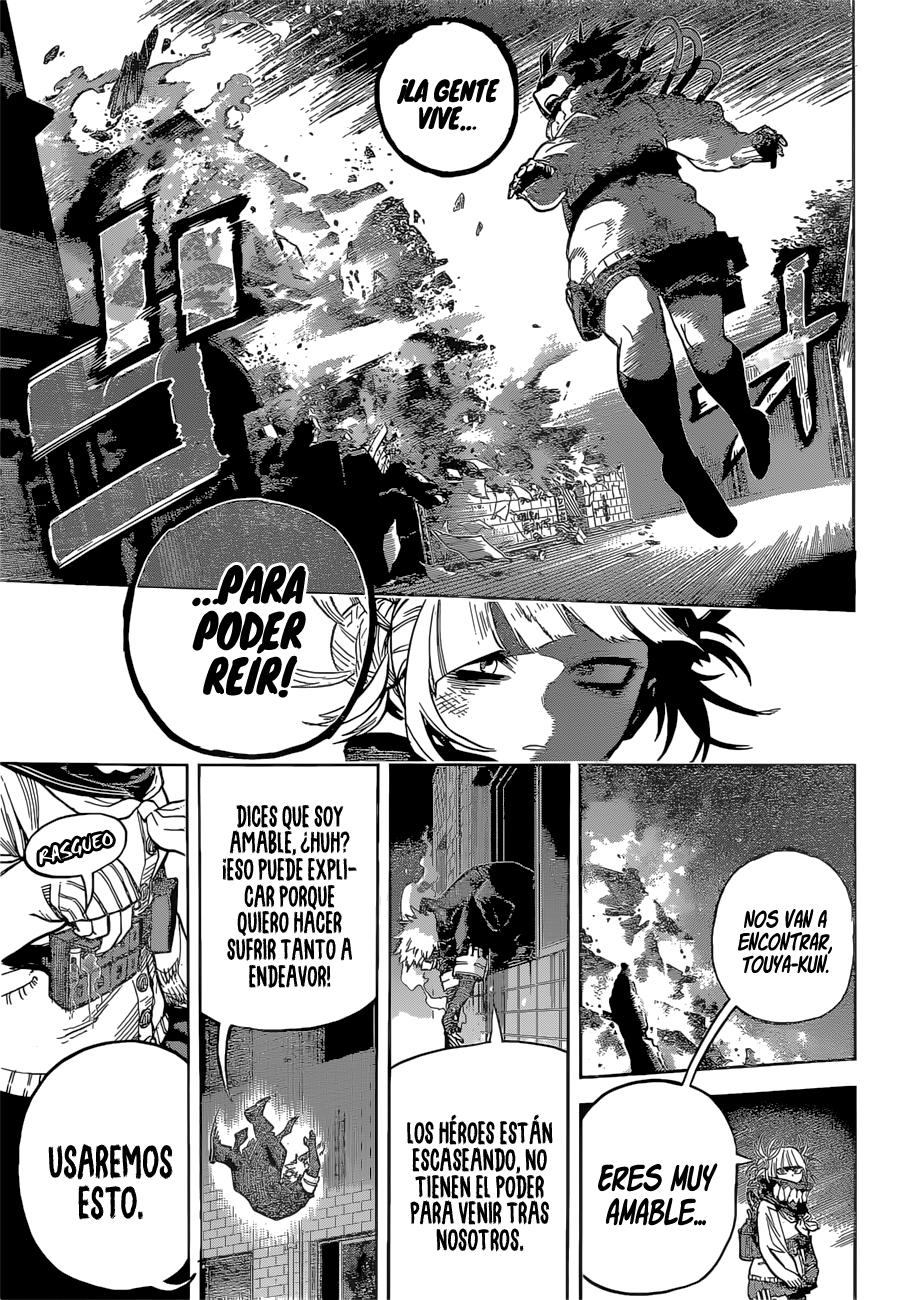 ¡LA GENTE
VIVE...
...PARA
PODER
REÍR!
NOS VAN A
ENCONTRAR,
TOUYA-KUN.
ERES MUY
AMABLE...
LOS HÉROES ESTÁN
ESCASEANDO, NO
TIENEN EL PODER
PARA VENIR TRAS
NOSOTROS.
DICES QUE SOY
AMABLE, ¿HUH?
¡ESO PUEDE EXPLI-
CAR PORQUE
QUIERO HACER
SUFRIR TANTO A
ENDEAVOR!
RASGUEO
USAREMOS
ESTO.